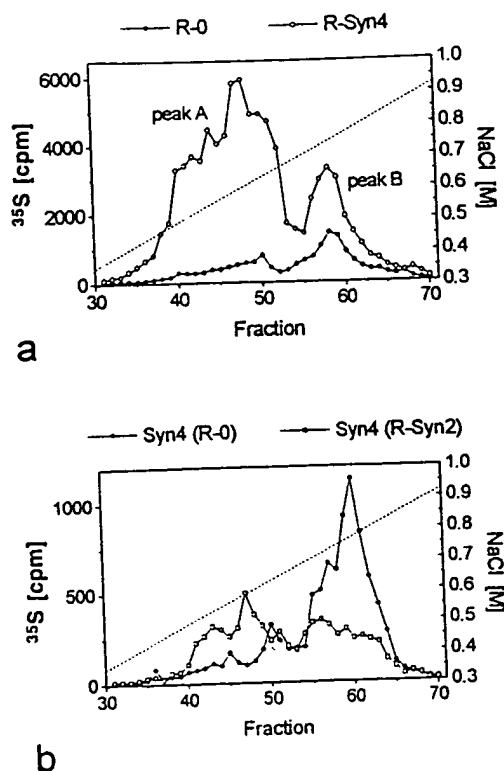 R-0 R-Syn4
6000
4000
2000
0
35S [cpm]
peak A
peak B
1.0
0.9
0.8
0.7
0.6
0.5
0.4
0.3
NaCl [M]
30 40 50 60 70
Fraction
a
Syn4 (R-0) Syn4 (R-Syn2)
1000
500
0
35S [cpm]
1.0
0.9
0.8
0.7
0.6
0.5
0.4
0.3
NaCl [M]
30 40 50 60 70
Fraction
b